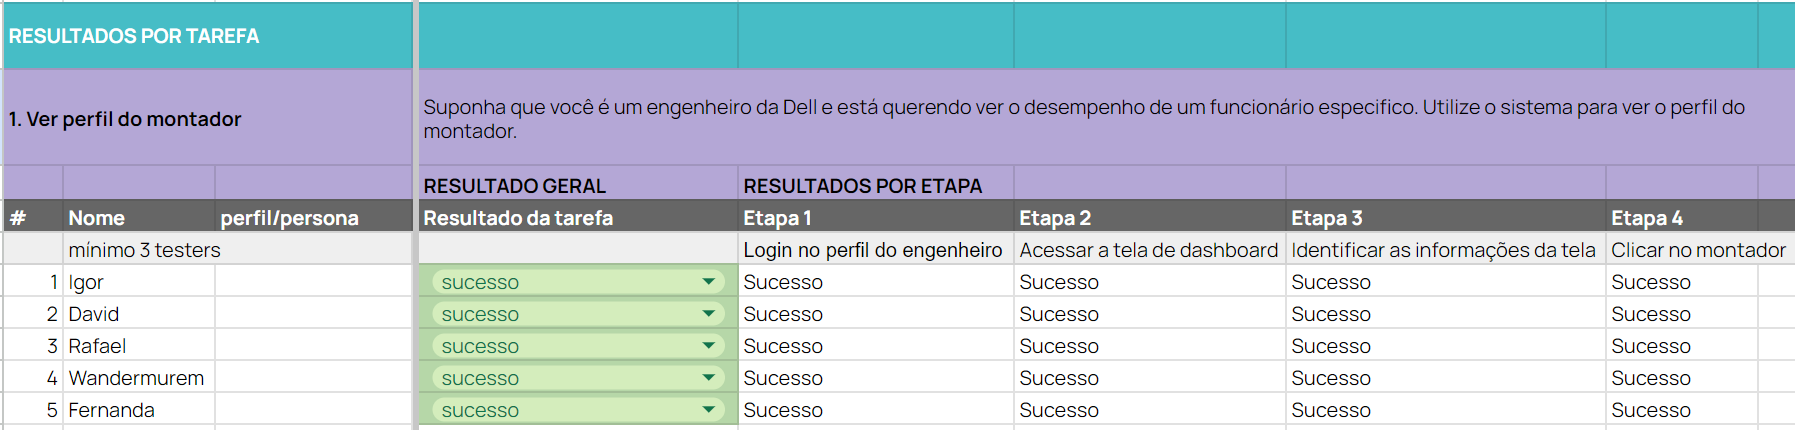 RESULTADOS POR TAREFA
1. Ver perfil do montador
Suponha que você é um engenheiro da Dell e está querendo ver o desempenho de um funcionário especifico. Utilize o sistema para ver o perfil do
montador.
RESULTADO GERAL RESULTADOS POR ETAPA
# Nome perfil/persona Resultado da tarefa Etapa 1 Etapa 2 Etapa 3 Etapa 4
mínimo 3 testers Login no perfil do engenheiro Acessar a tela de dashboard Identificar as informações da tela Clicar no montador
1 Igor sucesso Sucesso Sucesso Sucesso Sucesso
2 David sucesso Sucesso Sucesso Sucesso Sucesso
3 Rafael sucesso Sucesso Sucesso Sucesso Sucesso
4 Wandermurem sucesso Sucesso Sucesso Sucesso Sucesso
5 Fernanda sucesso Sucesso Sucesso Sucesso Sucesso